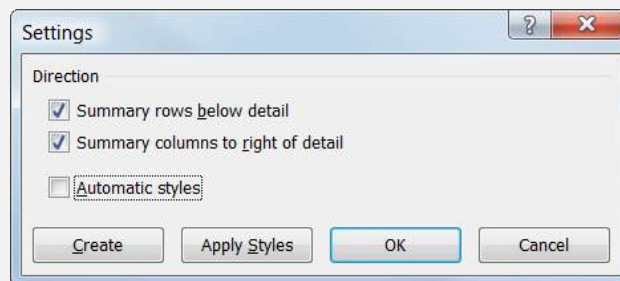 Settings
Direction
Summary rows below detail
Summary columns to right of detail
Automatic styles
Create Apply Styles OK Cancel